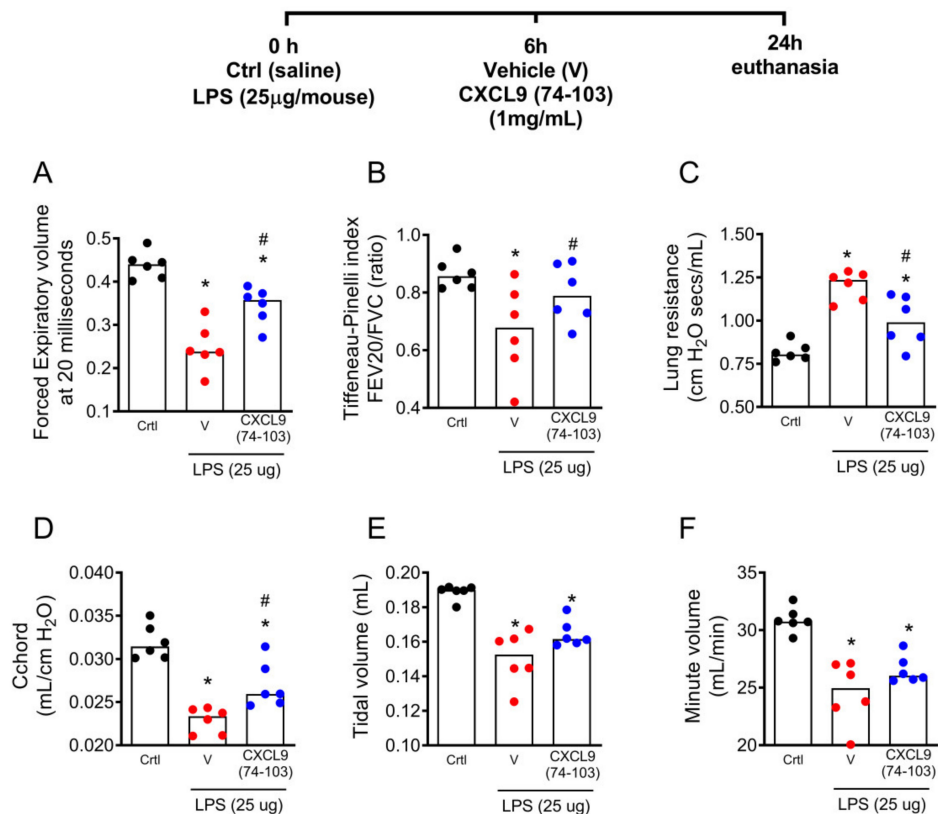 0 h
6h
24h
Ctrl (saline)
Vehicle (V)
euthanasia
LPS (25μg/mouse)
CXCL9 (74-103)
(1mg/mL)
A
Forced Expiratory volume
at 20 milliseconds
0.5
0.4
0.3
0.2
0.1
*
#
*
Crtl
V
CXCL9
(74-103)
LPS (25 ug)
B
Tiffeneau-Pinelli index
FEV20/FVC (ratio)
1.0
0.8
0.6
0.4
*
#
Crtl
V
CXCL9
(74-103)
LPS (25 ug)
C
Lung resistance
(cm H2O secs/mL)
1.50
1.25
1.00
0.75
0.50
*
#
*
Crtl
V
CXCL9
(74-103)
LPS (25 ug)
D
Cchord
(mL/cm H2O)
0.040
0.035
0.030
0.025
0.020
*
#
*
Crtl
V
CXCL9
(74-103)
LPS (25 ug)
E
Tidal volume (mL)
0.20
0.18
0.16
0.14
0.12
0.10
*
*
Crtl
V
CXCL9
(74-103)
LPS (25 ug)
F
Minute volume
(mL/min)
35
30
25
20
*
*
Crtl
V
CXCL9
(74-103)
LPS (25 ug)